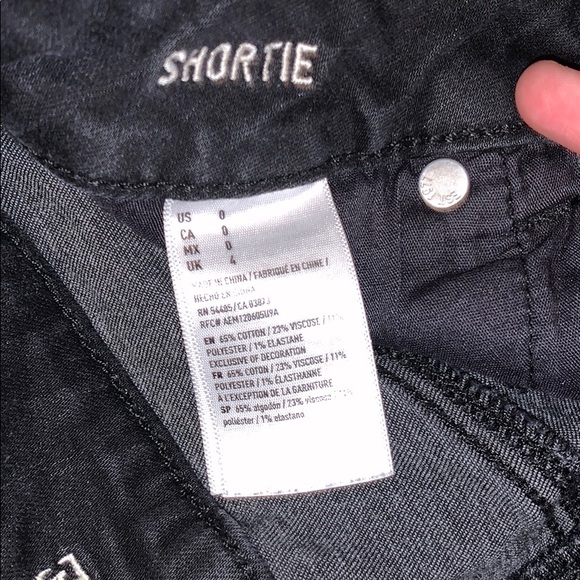 SHORTIE
US 0
CA 0
MX 0
UK 4
MADE IN CHINA / FABRIQUÉ EN CHINE /
HECHO EN CHINA
RN 54485/CA
RFC# AEM120605U9A
EN 65% COTTON / 23% VISCOSE / 11%
POLYESTER / 1% ELASTANE
EXCLUSIVE OF DECORATION
FR 65% COTON / 23% VISCOSE / 11%
POLYESTER / 1% ÉLASTHANNE
À L'EXCEPTION DE LA GARNITURE
SP 65% algodón / 23% viscosa /
poliéster / 1% elastano